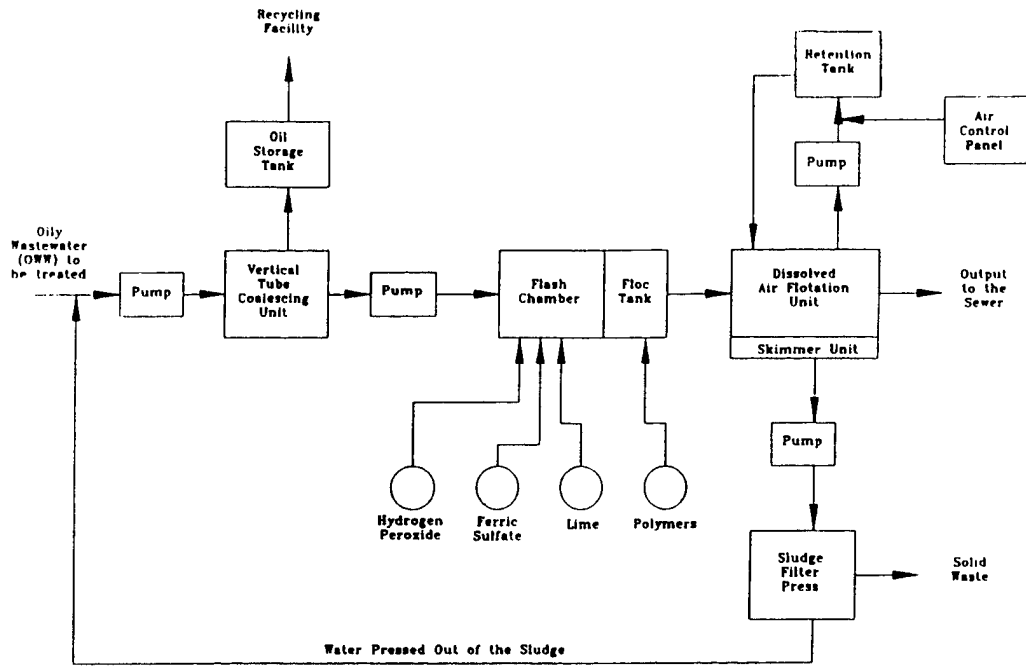 Recycling
Facility
Retention
Tank
Oil
Storage
Tank
Air
Control
Panel
Pump
Oily
Wastewater
(OWW) to
be treated
Pump
Vertical
Tube
Coalescing
Unit
Pump
Flash
Chamber
Floc
Tank
Dissolved
Air Flotation
Unit
Skimmer Unit
Output
to the
Sewer
Pump
Hydrogen
Peroxide
Ferric
Sulfate
Lime
Polymers
Sludge
Filter
Press
Solid
Waste
Water Pressed Out of the Sludge